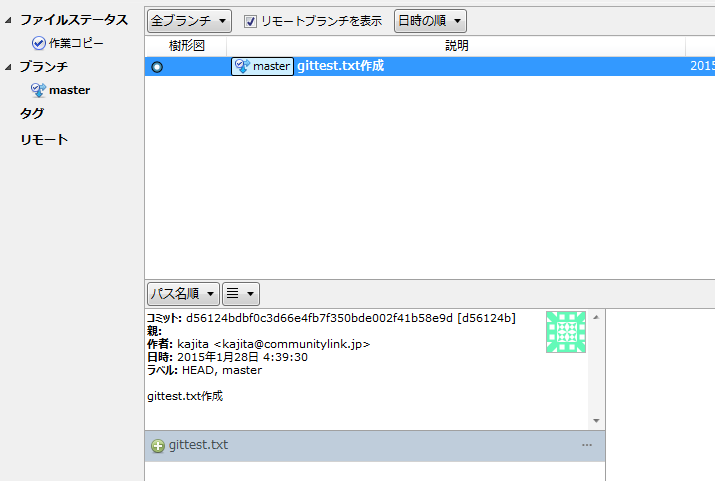 ファイルステータス
作業コピー
ブランチ
master
タグ
リモート
全ブランチ リモートブランチを表示 日時の順
樹形図 説明
master gittest.txt作成 2015
パス名順
コミット: d56124bdbf0c3d66e4fb7f350bde002f41b58e9d [d56124b]
親:
作者: kajita <kajita@communitylink.jp>
日時: 2015年1月28日 4:39:30
ラベル: HEAD, master
gittest.txt作成
gittest.txt ...